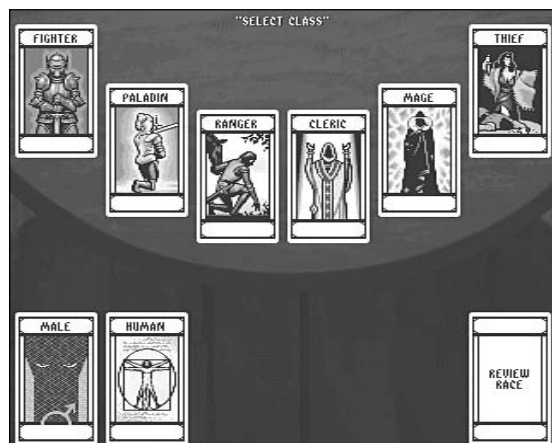 "SELECT CLASS"
FIGHTER
THIEF
PALADIN
MAGE
RANGER
CLERIC
MALE
HUMAN
REVIEW
RACE